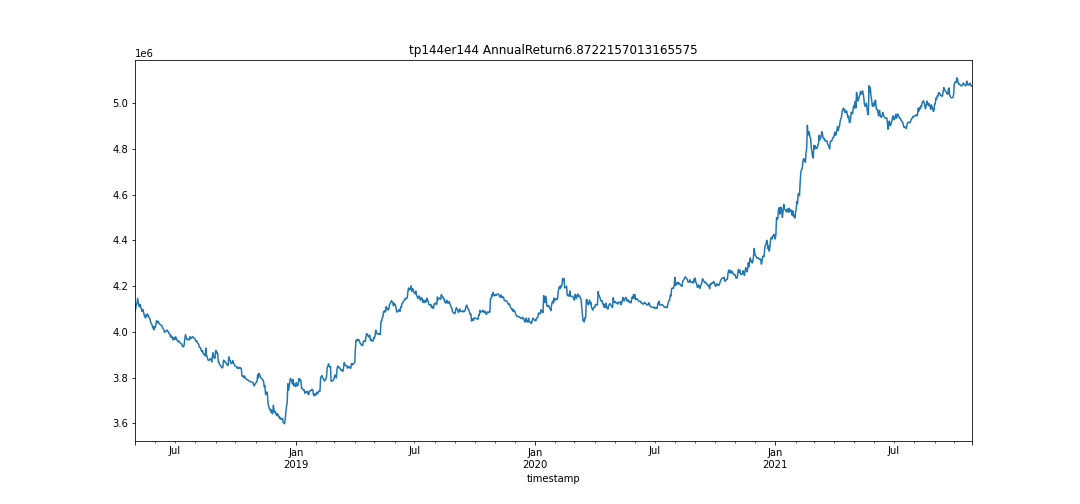 tp144er144 AnnualReturn6.8722157013165575
1e6
5.0
4.8
4.6
4.4
4.2
4.0
3.8
3.6
Jul Jan Jul Jan Jul Jan Jul
2019 2020 2021
timestamp